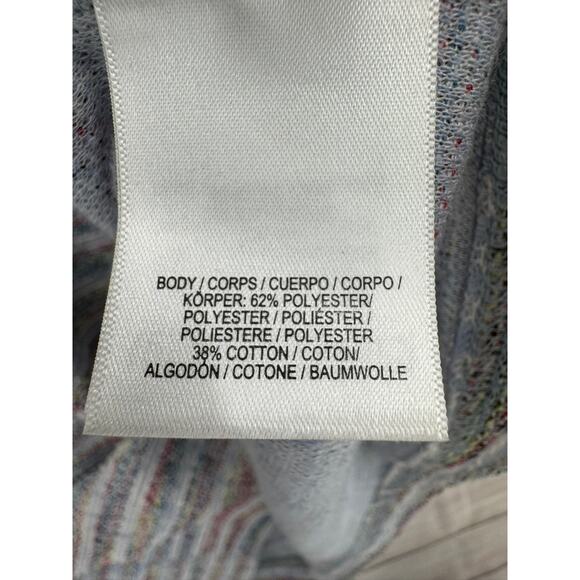 BODY / CORPS / CUERPO / CORPO /
KÖRPER: 62% POLYESTER/
POLYESTER / POLIÉSTER /
POLIESTERE / POLYESTER
38% COTTON / COTON/
ALGODÓN / COTONE / BAUMWOLLE